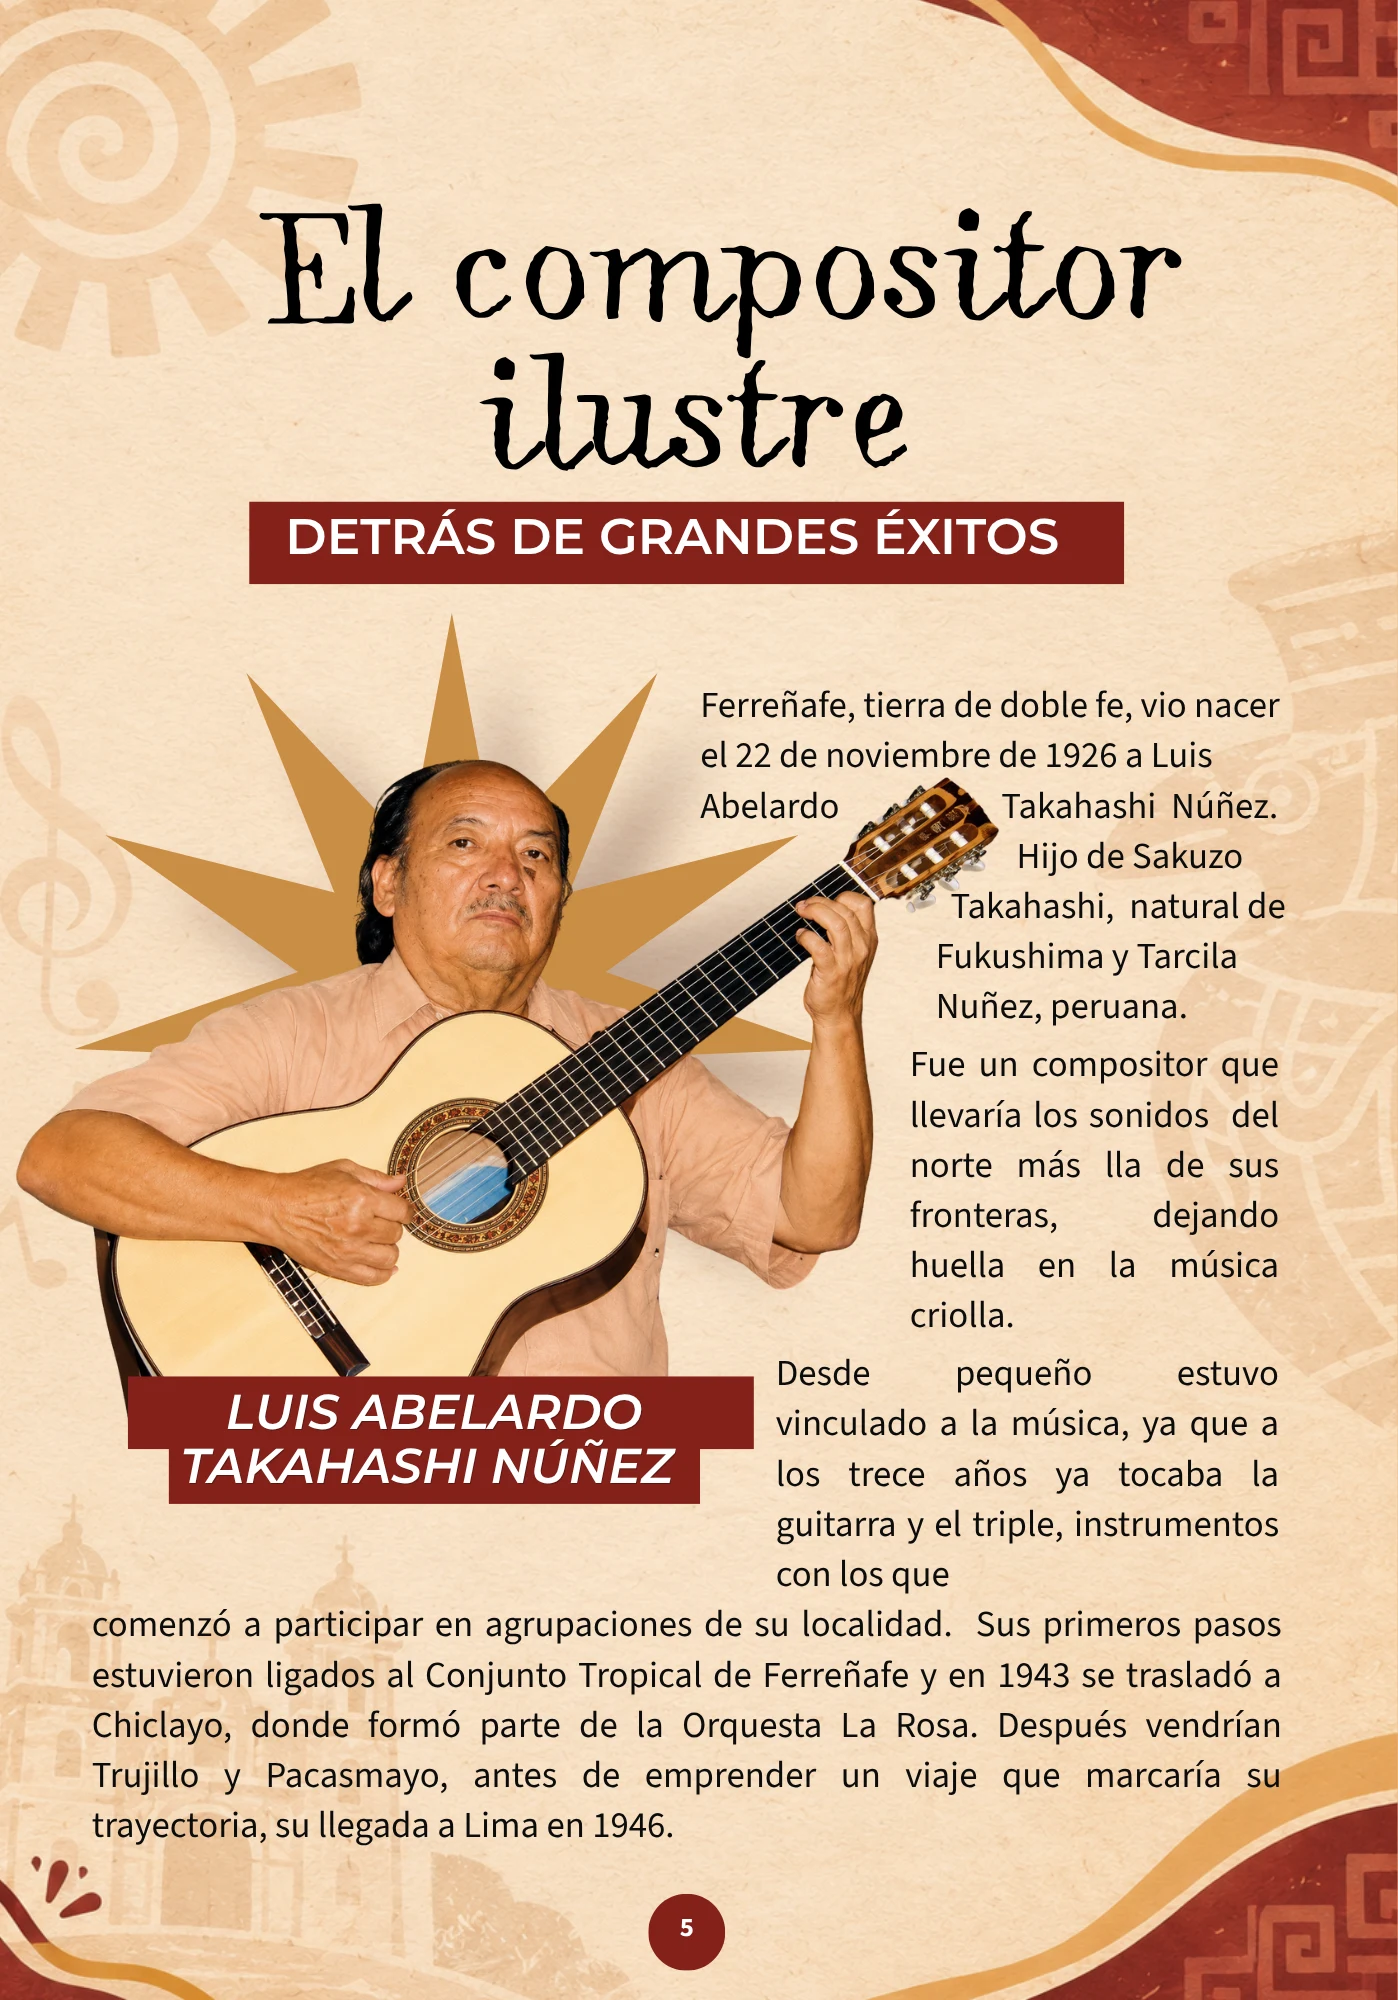 El compositor
ilustre
DETRÁS DE GRANDES ÉXITOS
Ferreñafe, tierra de doble fe, vio nacer
el 22 de noviembre de 1926 a Luis
Abelardo Takahashi Núñez.
Hijo de Sakuzo
Takahashi, natural de
Fukushima y Tarcila
Nuñez, peruana.
Fue un compositor que
llevaría los sonidos del
norte más lla de sus
fronteras, dejando
huella en la música
criolla.
LUIS ABELARDO
TAKAHASHI NÚÑEZ
Desde pequeño estuvo
vinculado a la música, ya que a
los trece años ya tocaba la
guitarra y el triple, instrumentos
con los que
comenzó a participar en agrupaciones de su localidad. Sus primeros pasos
estuvieron ligados al Conjunto Tropical de Ferreñafe y en 1943 se trasladó a
Chiclayo, donde formó parte de la Orquesta La Rosa. Después vendrían
Trujillo y Pacasmayo, antes de emprender un viaje que marcaría su
trayectoria, su llegada a Lima en 1946.
5